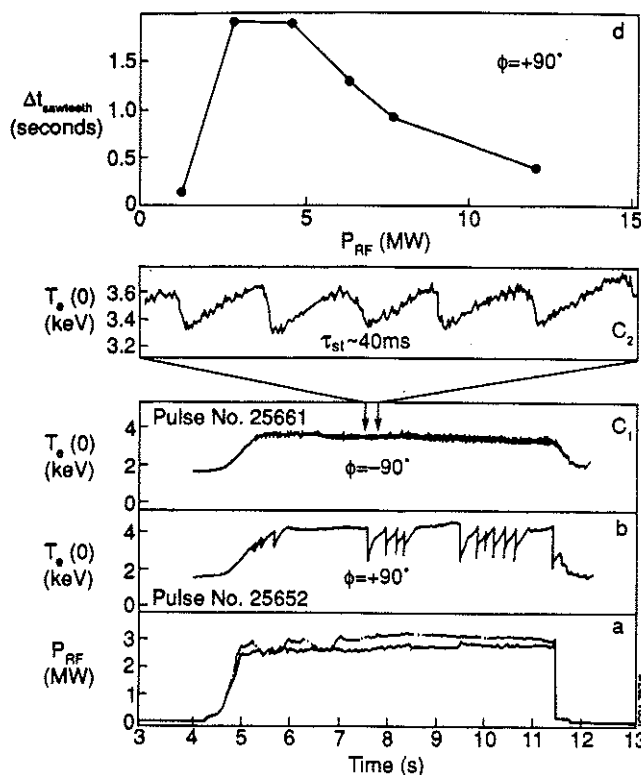 d
1.5
1.0
0.5
0
Δt_sawteeth
(seconds)
ϕ=+90°
0 5 10 15
P_RF (MW)
3.6
3.4
3.2
T_e (0)
(keV)
τ_st~40ms
C_2
Pulse No. 25661
C_1
4
2
0
T_e (0)
(keV)
ϕ=−90°
b
4
2
0
T_e (0)
(keV)
ϕ=+90°
Pulse No. 25652
a
3
2
1
0
P_RF
(MW)
3 4 5 6 7 8 9 10 11 12 13
Time (s)